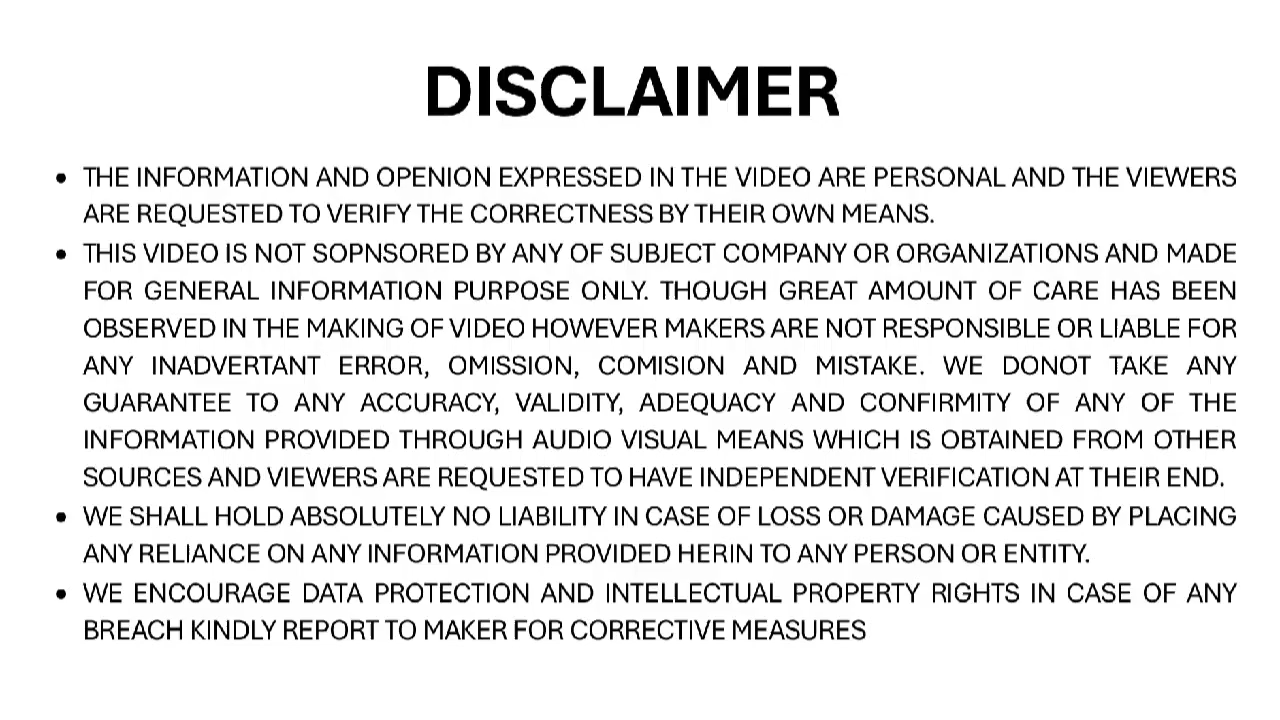 DISCLAIMER
• THE INFORMATION AND OPENION EXPRESSED IN THE VIDEO ARE PERSONAL AND THE VIEWERS
ARE REQUESTED TO VERIFY THE CORRECTNESS BY THEIR OWN MEANS.
• THIS VIDEO IS NOT SOPNSORED BY ANY OF SUBJECT COMPANY OR ORGANIZATIONS AND MADE
FOR GENERAL INFORMATION PURPOSE ONLY. THOUGH GREAT AMOUNT OF CARE HAS BEEN
OBSERVED IN THE MAKING OF VIDEO HOWEVER MAKERS ARE NOT RESPONSIBLE OR LIABLE FOR
ANY INADVERTANT ERROR, OMISSION, COMISION AND MISTAKE. WE DONOT TAKE ANY
GUARANTEE TO ANY ACCURACY, VALIDITY, ADEQUACY AND CONFIRMITY OF ANY OF THE
INFORMATION PROVIDED THROUGH AUDIO VISUAL MEANS WHICH IS OBTAINED FROM OTHER
SOURCES AND VIEWERS ARE REQUESTED TO HAVE INDEPENDENT VERIFICATION AT THEIR END.
• WE SHALL HOLD ABSOLUTELY NO LIABILITY IN CASE OF LOSS OR DAMAGE CAUSED BY PLACING
ANY RELIANCE ON ANY INFORMATION PROVIDED HERIN TO ANY PERSON OR ENTITY.
• WE ENCOURAGE DATA PROTECTION AND INTELLECTUAL PROPERTY RIGHTS IN CASE OF ANY
BREACH KINDLY REPORT TO MAKER FOR CORRECTIVE MEASURES